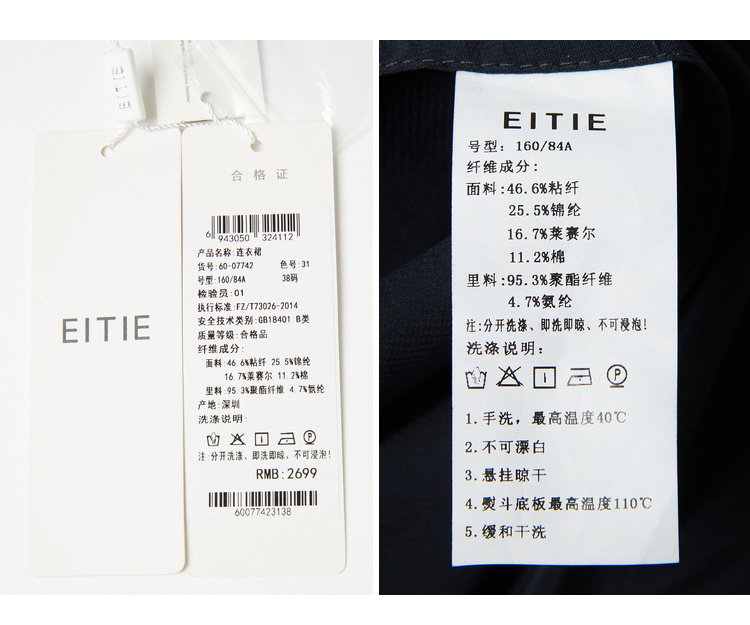 EITIE
EITIE
合格证
6 943050 324112
产品名称:连衣裙
货号:60-07742 色号:31
号型:160/84A 38码
检验员:01
执行标准:FZ/T73026-2014
安全技术类别:GB18401 B类
质量等级:合格品
纤维成分:
面料:46.6%粘纤 25.5%锦纶
16.7%莱赛尔 11.2%棉
里料:95.3%聚酯纤维 4.7%氨纶
产地:深圳
洗涤说明:
P
注:分开洗涤、即洗即晾、不可浸泡!
RMB:2699
60077423138
EITIE
号型: 160/84A
纤维成分:
面料:46.6%粘纤
25.5%锦纶
16.7%莱赛尔
11.2%棉
里料:95.3%聚酯纤维
4.7%氨纶
注:分开洗涤、即洗即晾、不可浸泡!
洗涤说明:
P
1.手洗，最高温度40℃
2.不可漂白
3.悬挂晾干
4.熨斗底板最高温度110℃
5.缓和干洗